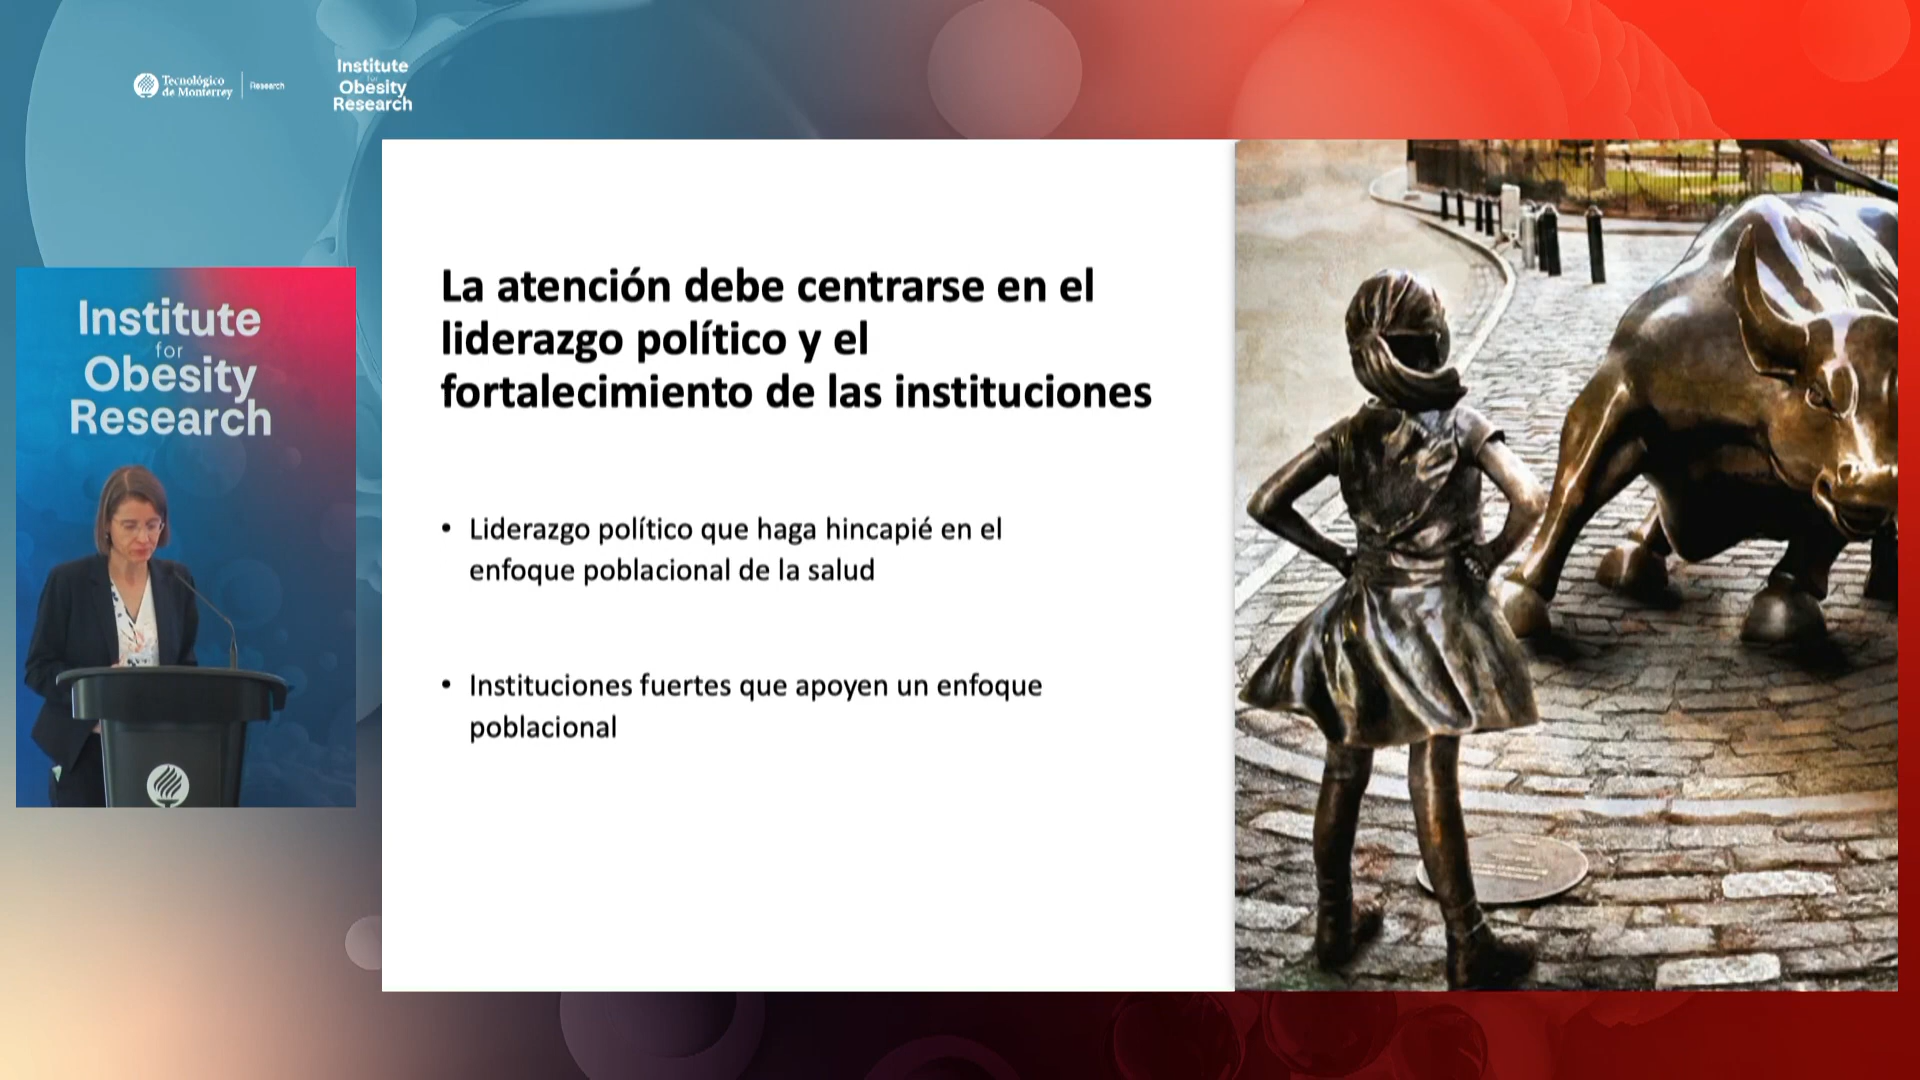 Tecnológico
de Monterrey
Research
Institute
for
Obesity
Research
Institute
for
Obesity
Research
La atención debe centrarse en el
liderazgo político y el
fortalecimiento de las instituciones
• Liderazgo político que haga hincapié en el
enfoque poblacional de la salud
• Instituciones fuertes que apoyen un enfoque
poblacional